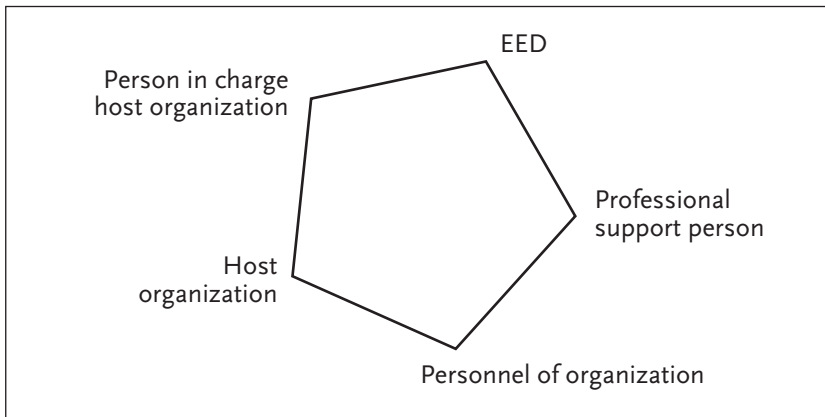 EED
Person in charge
host organization
Professional
support person
Host
organization
Personnel of organization